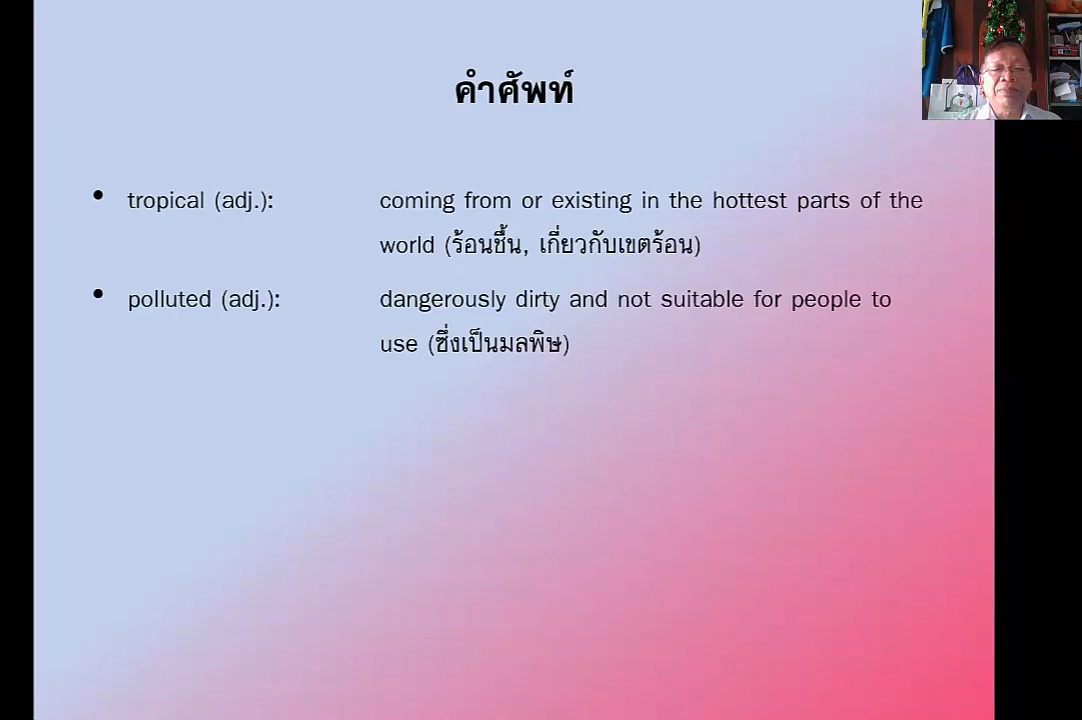 คำศัพท์
• tropical (adj.): coming from or existing in the hottest parts of the
world (ร้อนชื้น, เกี่ยวกับเขตร้อน)
• polluted (adj.): dangerously dirty and not suitable for people to
use (ซึ่งเป็นมลพิษ)